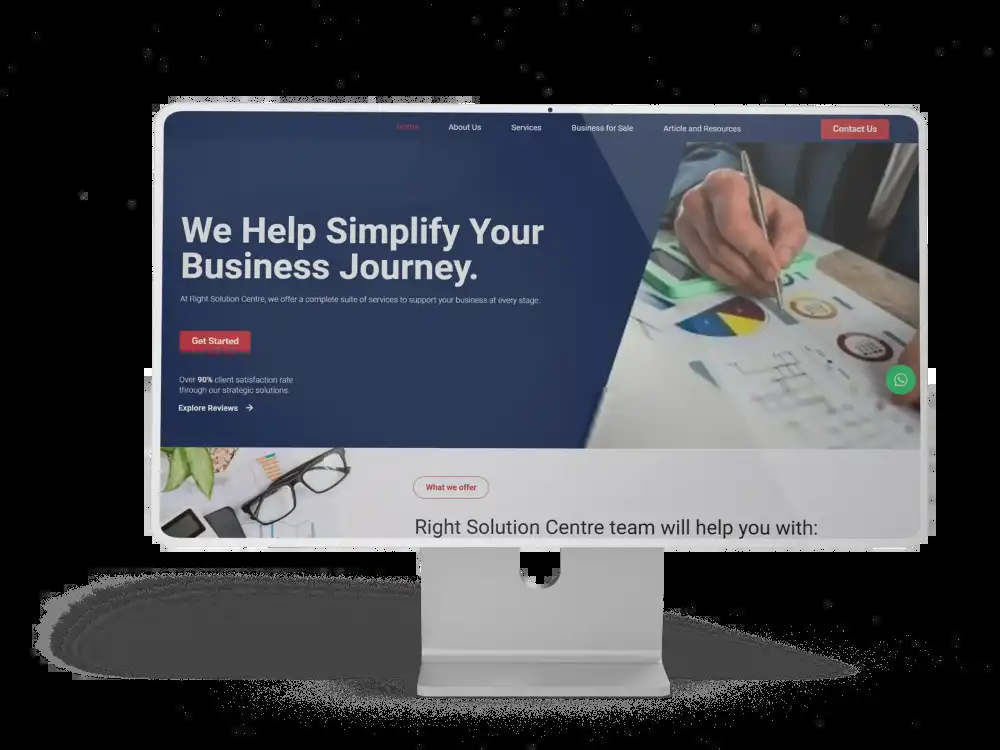 Home
About Us
Services
Business for Sale
Article and Resources
Contact Us
We Help Simplify Your
Business Journey.
At Right Solution Centre, we offer a complete suite of services to support your business at every stage.
Get Started
Over 90% client satisfaction rate
through our strategic solutions.
Explore Reviews →
What we offer
Right Solution Centre team will help you with: